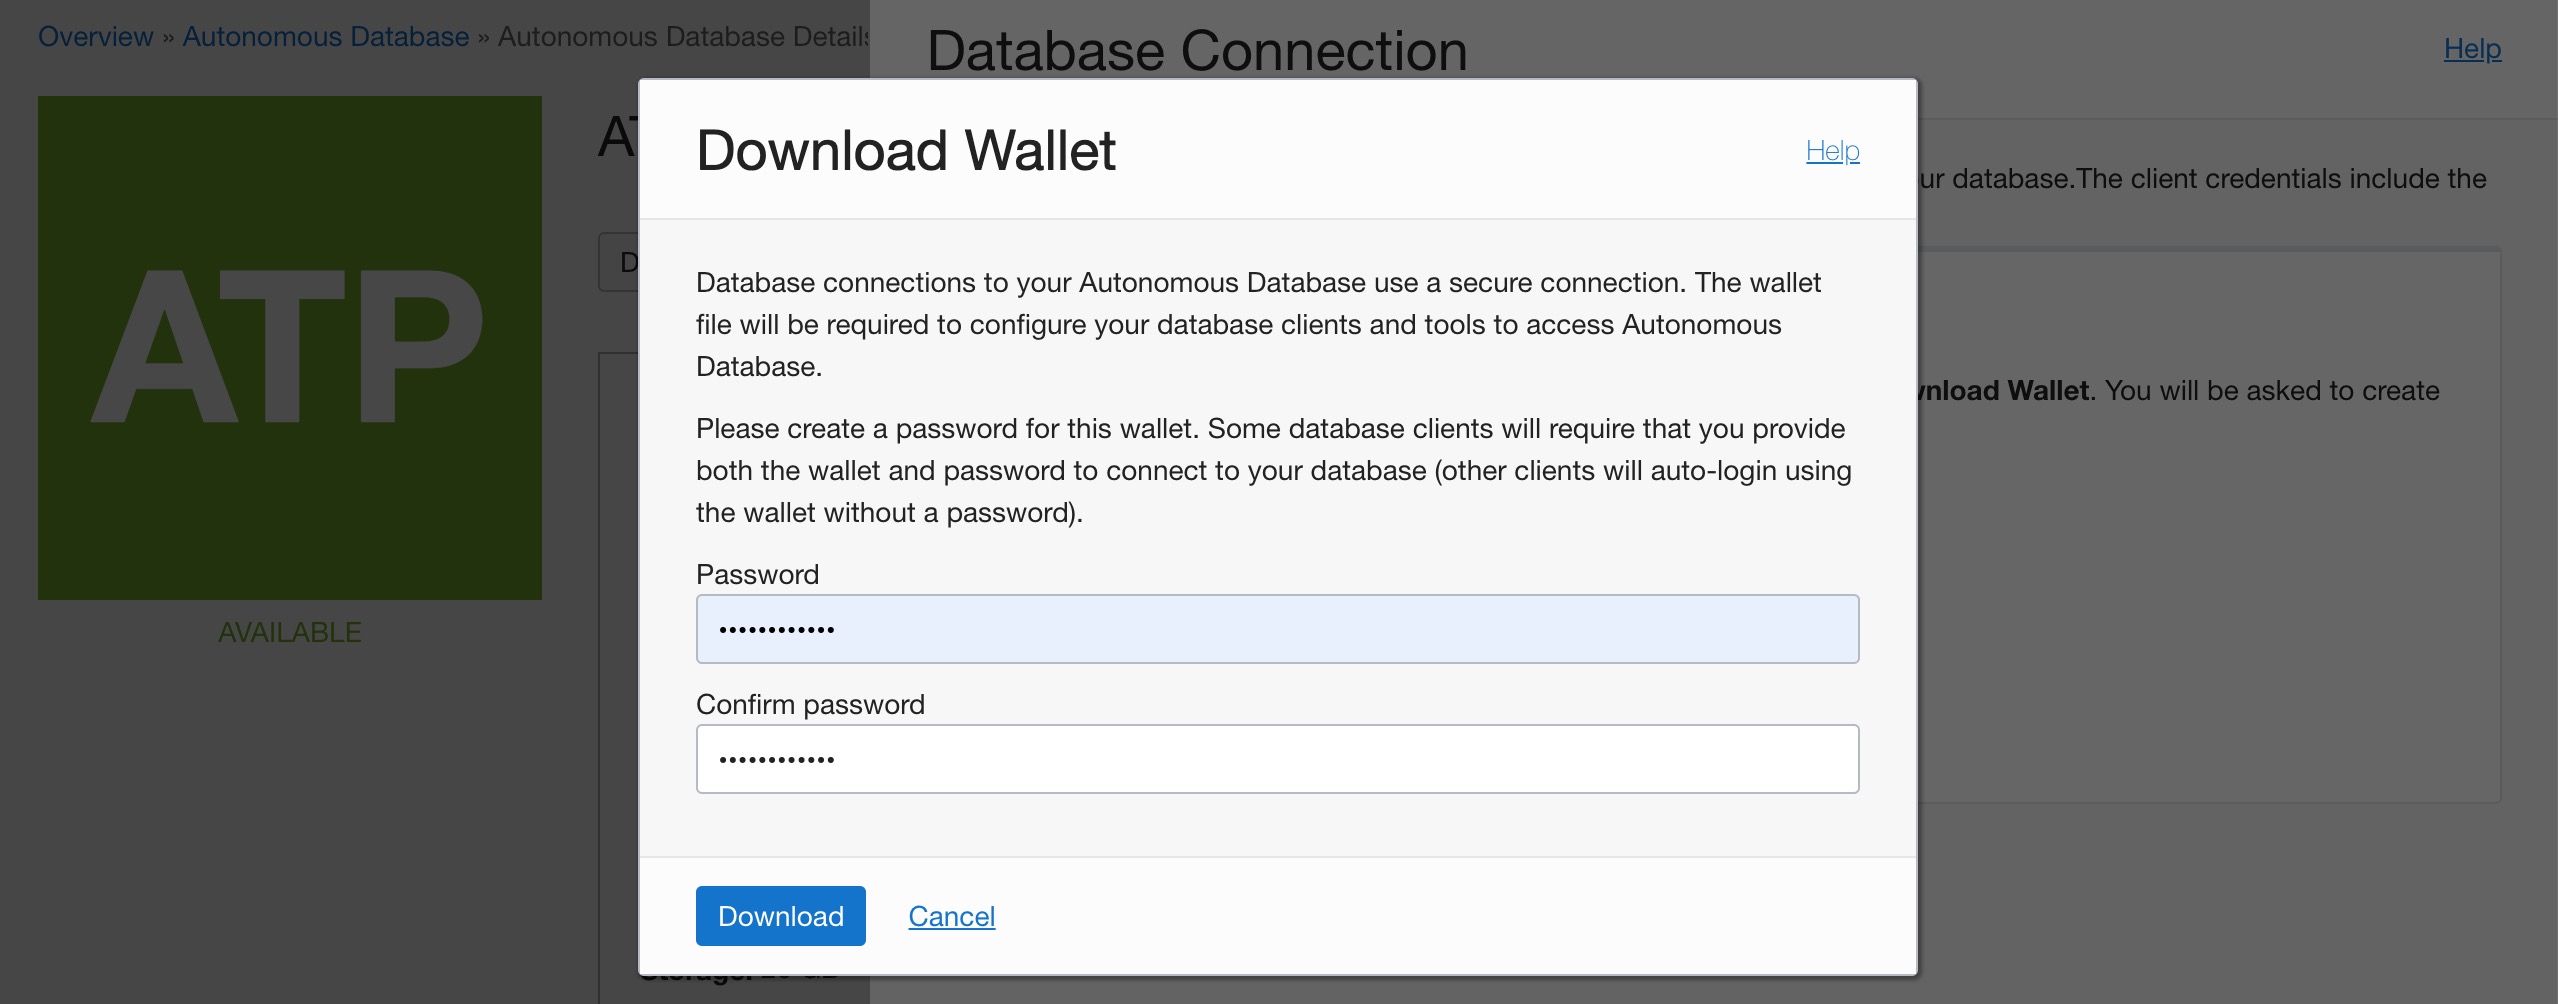 Overview » Autonomous Database » Autonomous Database Details
Database Connection
Help
ATP
AVAILABLE
Download Wallet
Help
ur database.The client credentials include the
Database connections to your Autonomous Database use a secure connection. The wallet
file will be required to configure your database clients and tools to access Autonomous
Database.
wnload Wallet. You will be asked to create
Please create a password for this wallet. Some database clients will require that you provide
both the wallet and password to connect to your database (other clients will auto-login using
the wallet without a password).
Password
••••••••••••
Confirm password
••••••••••••
Download
Cancel